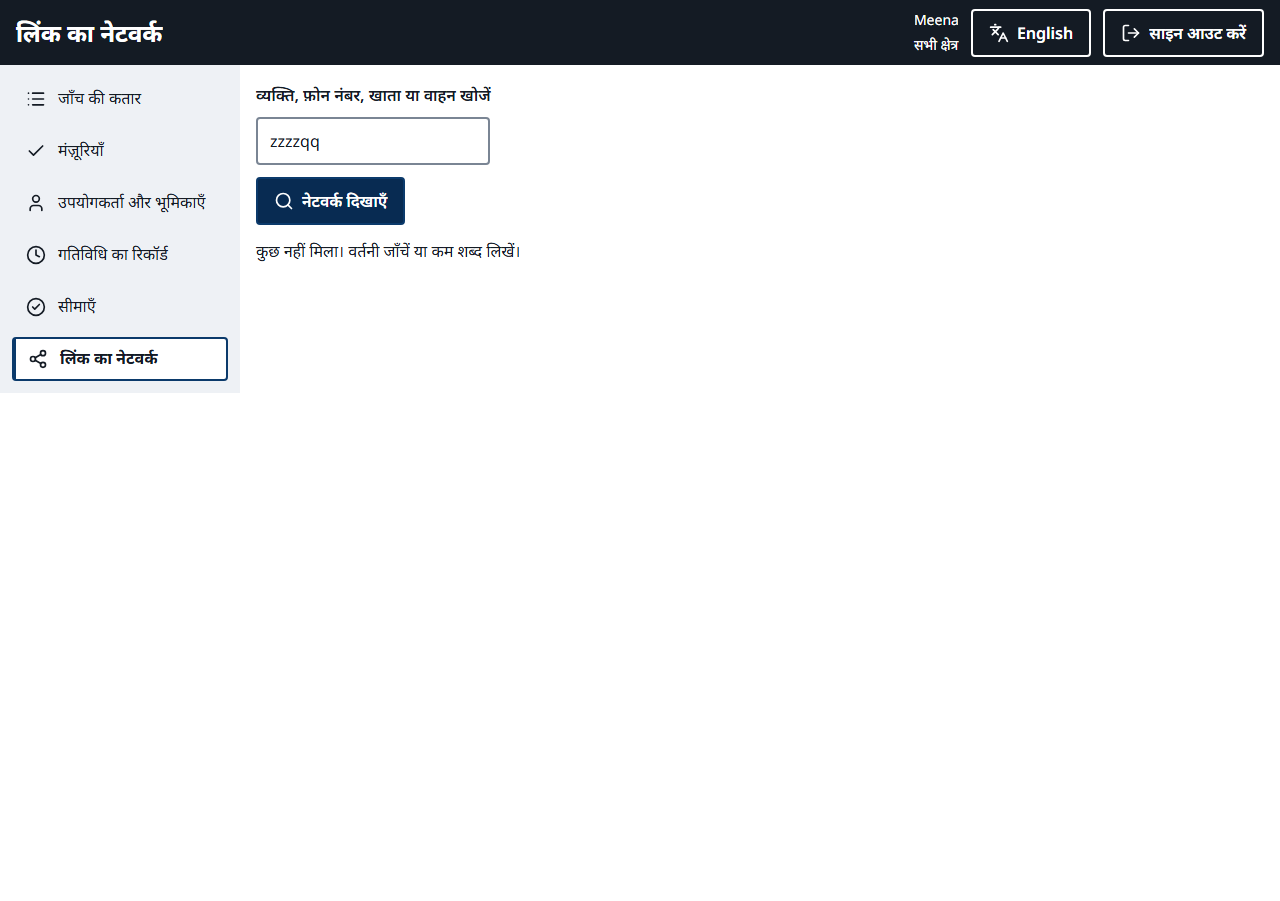 लिंक का नेटवर्क
Meena
सभी क्षेत्र
English
साइन आउट करें
जाँच की कतार
मंज़ूरियाँ
उपयोगकर्ता और भूमिकाएँ
गतिविधि का रिकॉर्ड
सीमाएँ
लिंक का नेटवर्क
व्यक्ति, फ़ोन नंबर, खाता या वाहन खोजें
zzzzqq
नेटवर्क दिखाएँ
कुछ नहीं मिला। वर्तनी जाँचें या कम शब्द लिखें।